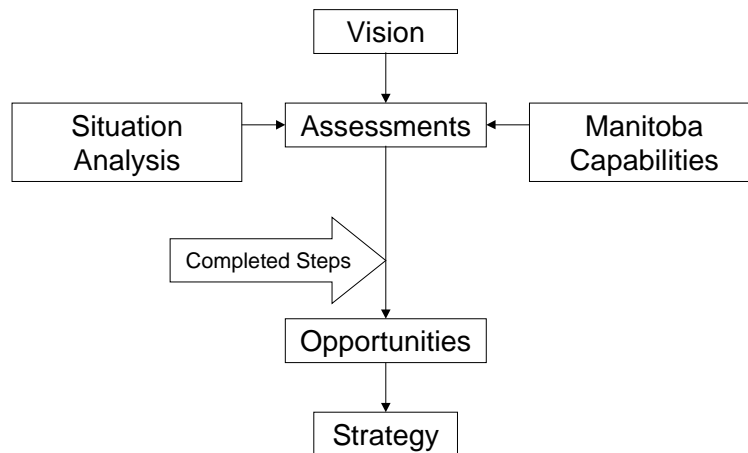 Vision
Situation
Analysis
Assessments
Manitoba
Capabilities
Completed Steps
Opportunities
Strategy